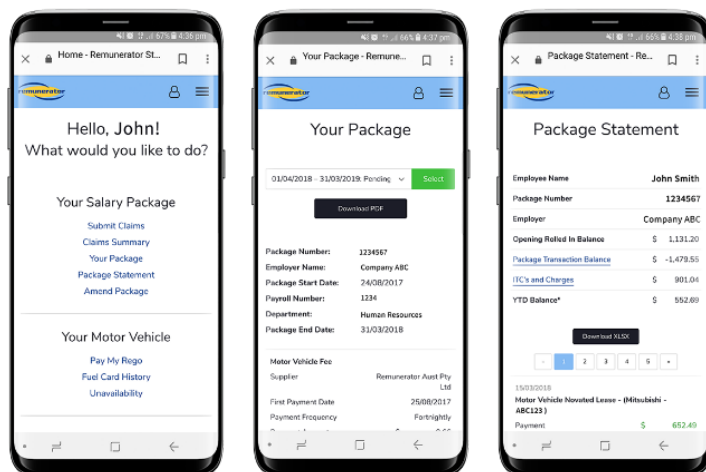 67% 4:36 pm
Home - Remunerator St...
remunerator
Hello, John!
What would you like to do?
Your Salary Package
Submit Claims
Claims Summary
Your Package
Package Statement
Amend Package
Your Motor Vehicle
Pay My Rego
Fuel Card History
Unavailability
66% 4:37 pm
Your Package - Remune...
remunerator
Your Package
01/04/2018 - 31/03/2019: Pending
Select
Download PDF
Package Number: 1234567
Employer Name: Company ABC
Package Start Date: 24/08/2017
Payroll Number: 1234
Department: Human Resources
Package End Date: 31/03/2018
Motor Vehicle Fee
Supplier Remunerator Aust Pty
Ltd
First Payment Date 25/08/2017
Payment Frequency Fortnightly
66% 4:38 pm
Package Statement - Re...
remunerator
Package Statement
Employee Name John Smith
Package Number 1234567
Employer Company ABC
Opening Rolled In Balance $ 1,131.20
Package Transaction Balance $ -1,479.55
ITC's and Charges $ 901.04
YTD Balance* $ 552.69
Download XLSX
1 2 3 4 5
15/03/2018
Motor Vehicle Novated Lease - (Mitsubishi -
ABC123 )
Payment $ 652.49